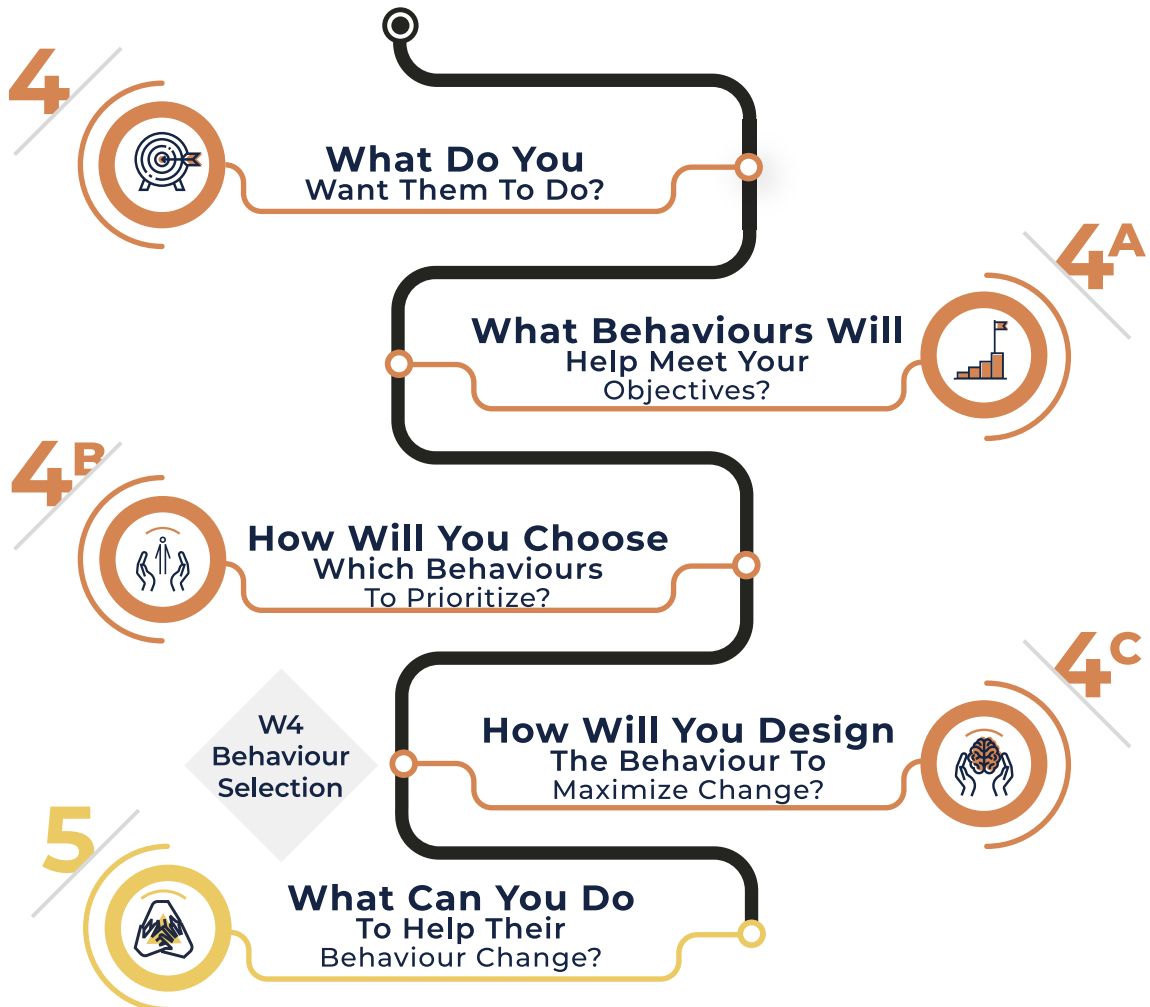 4
What Do You
Want Them To Do?
4A
What Behaviours Will
Help Meet Your
Objectives?
4B
How Will You Choose
Which Behaviours
To Prioritize?
4C
How Will You Design
The Behaviour To
Maximize Change?
W4
Behaviour
Selection
5
What Can You Do
To Help Their
Behaviour Change?